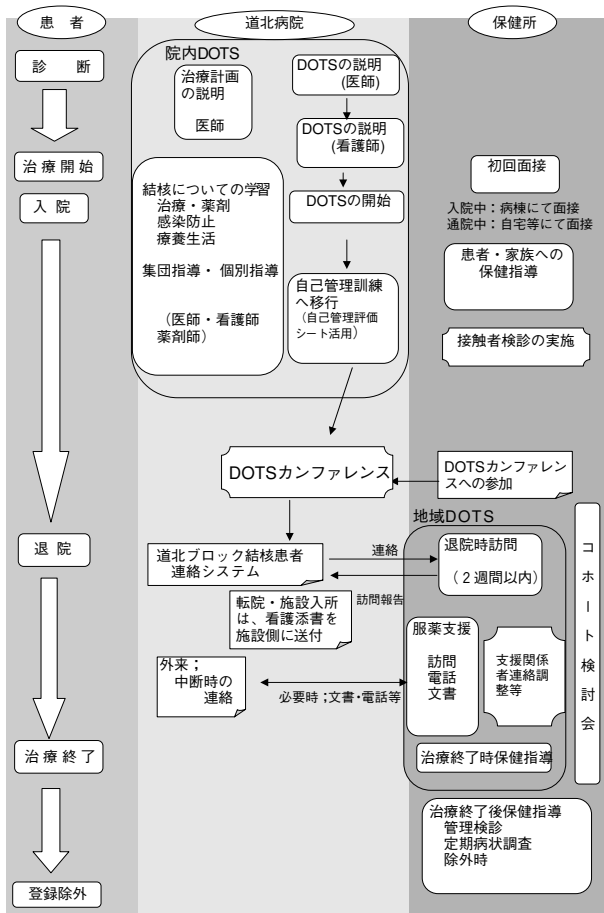 患　者
診　　断
治 療 開 始
入　院
退　院
治 療 終 了
登録除外
道北病院
院内DOTS
治療計画
の説明
医師
DOTSの説明
(医師)
DOTSの説明
(看護師)
DOTSの開始
結核についての学習
治療・薬剤
感染防止
療養生活
集団指導・ 個別指導
（医師・看護師
薬剤師）
自己管理訓練
へ移行
（自己管理評価
シート活用）
DOTSカンファレンス
道北ブロック結核患者
連絡システム
連絡
訪問報告
転院・施設入所
は、看護添書を
施設側に送付
外来；
中断時の
連絡
必要時；文書・電話等
保健所
初回面接
入院中：病棟にて面接
通院中：自宅等にて面接
患者・家族への
保健指導
接触者検診の実施
DOTSカンファレン
スへの参加
地域DOTS
退院時訪問
（２週間以内）
服薬支援
訪問
電話
文書
支援関係
者連絡調
整等
治療終了時保健指導
コホート検討会
治療終了後保健指導
管理検診
定期病状調査
除外時